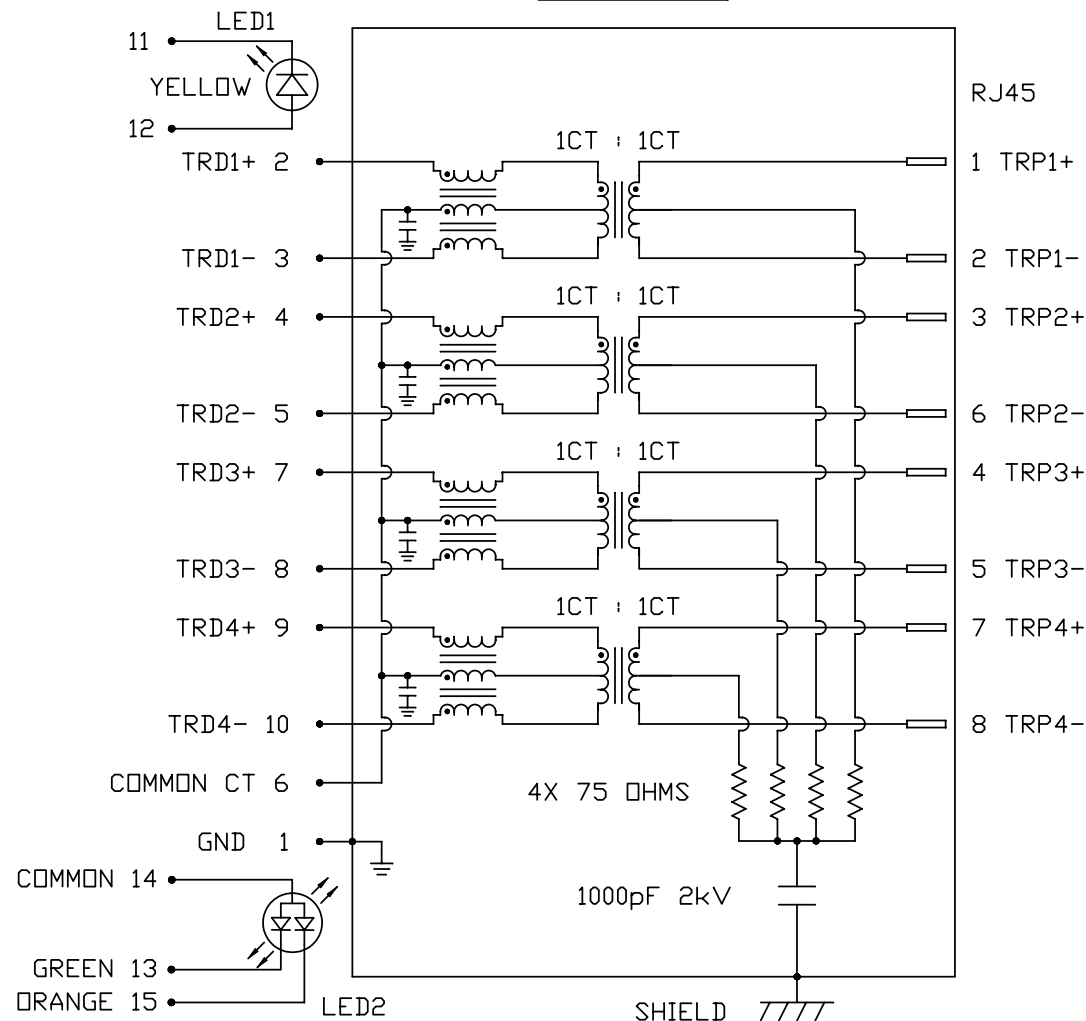 LED1
11
YELLOW
12
RJ45
1CT : 1CT
TRD1+ 2
1 TRP1+
TRD1- 3
2 TRP1-
1CT : 1CT
TRD2+ 4
3 TRP2+
TRD2- 5
6 TRP2-
1CT : 1CT
TRD3+ 7
4 TRP3+
TRD3- 8
5 TRP3-
1CT : 1CT
TRD4+ 9
7 TRP4+
TRD4- 10
8 TRP4-
COMMON CT 6
4X 75 OHMS
GND 1
COMMON 14
1000pF 2kV
GREEN 13
ORANGE 15
LED2
SHIELD